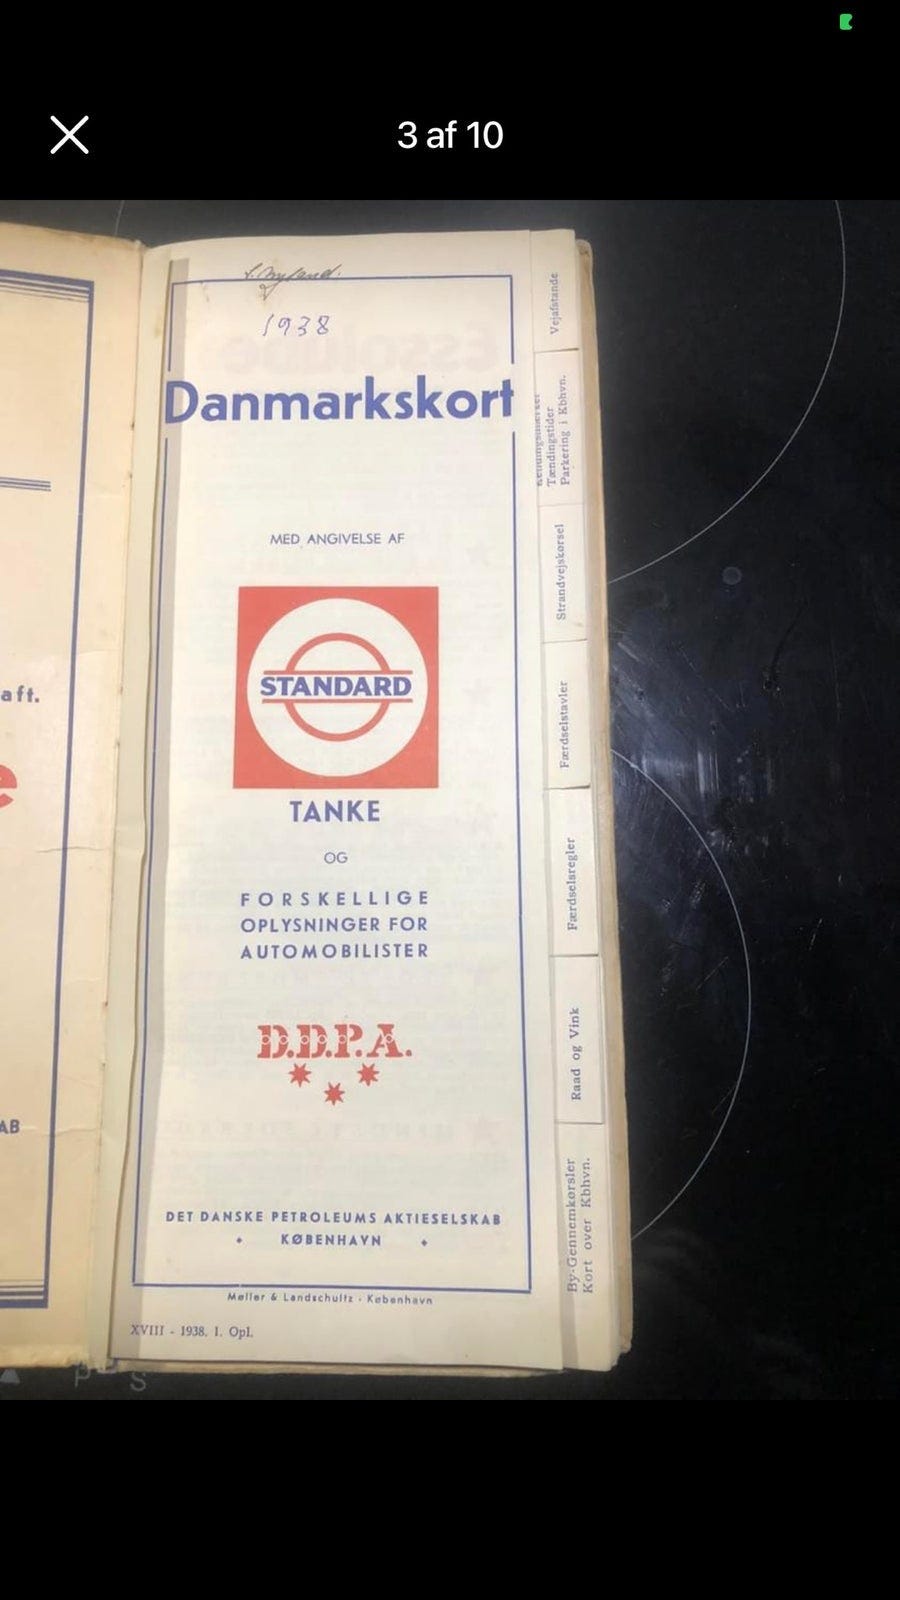 3 af 10
1938
Danmarkskort
MED ANGIVELSE AF
STANDARD
TANKE
OG
FORSKELLIGE
OPLYSNINGER FOR
AUTOMOBILISTER
D.D.P.A.
DET DANSKE PETROLEUMS AKTIESELSKAB
KØBENHAVN
Møller & Landschultz - København
XVIII - 1938. I. Opl.
aft.
e
AB
Vejafstande
Tændingstider
Parkering i Kbhvn.
Strandvejskørsel
Færdselstavler
Færdselsregler
Raad og Vink
By-Gennemkørsler
Kort over Kbhvn.